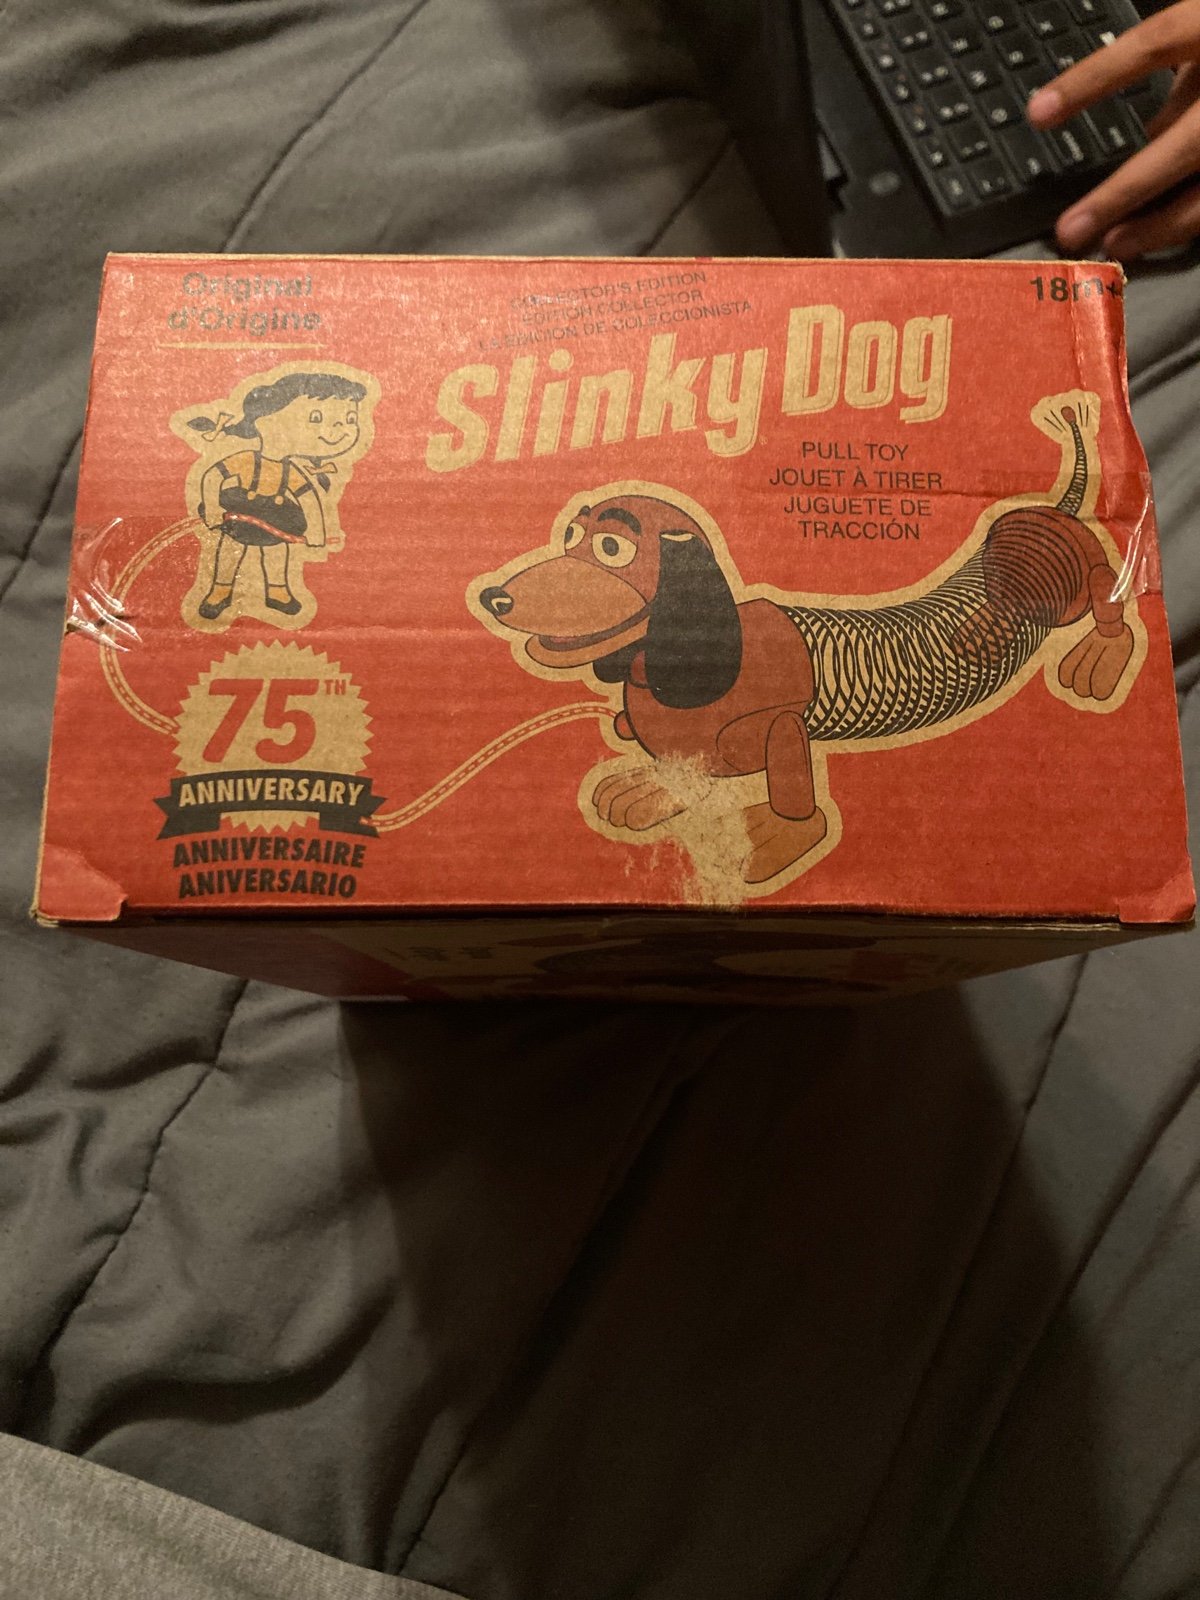 Original
d'Origine
COLLECTOR'S EDITION
ÉDITION COLLECTOR
LA EDICIÓN DE COLECCIONISTA
18m+
Slinky Dog
PULL TOY
JOUET À TIRER
JUGUETE DE
TRACCIÓN
75TH
ANNIVERSARY
ANNIVERSAIRE
ANIVERSARIO